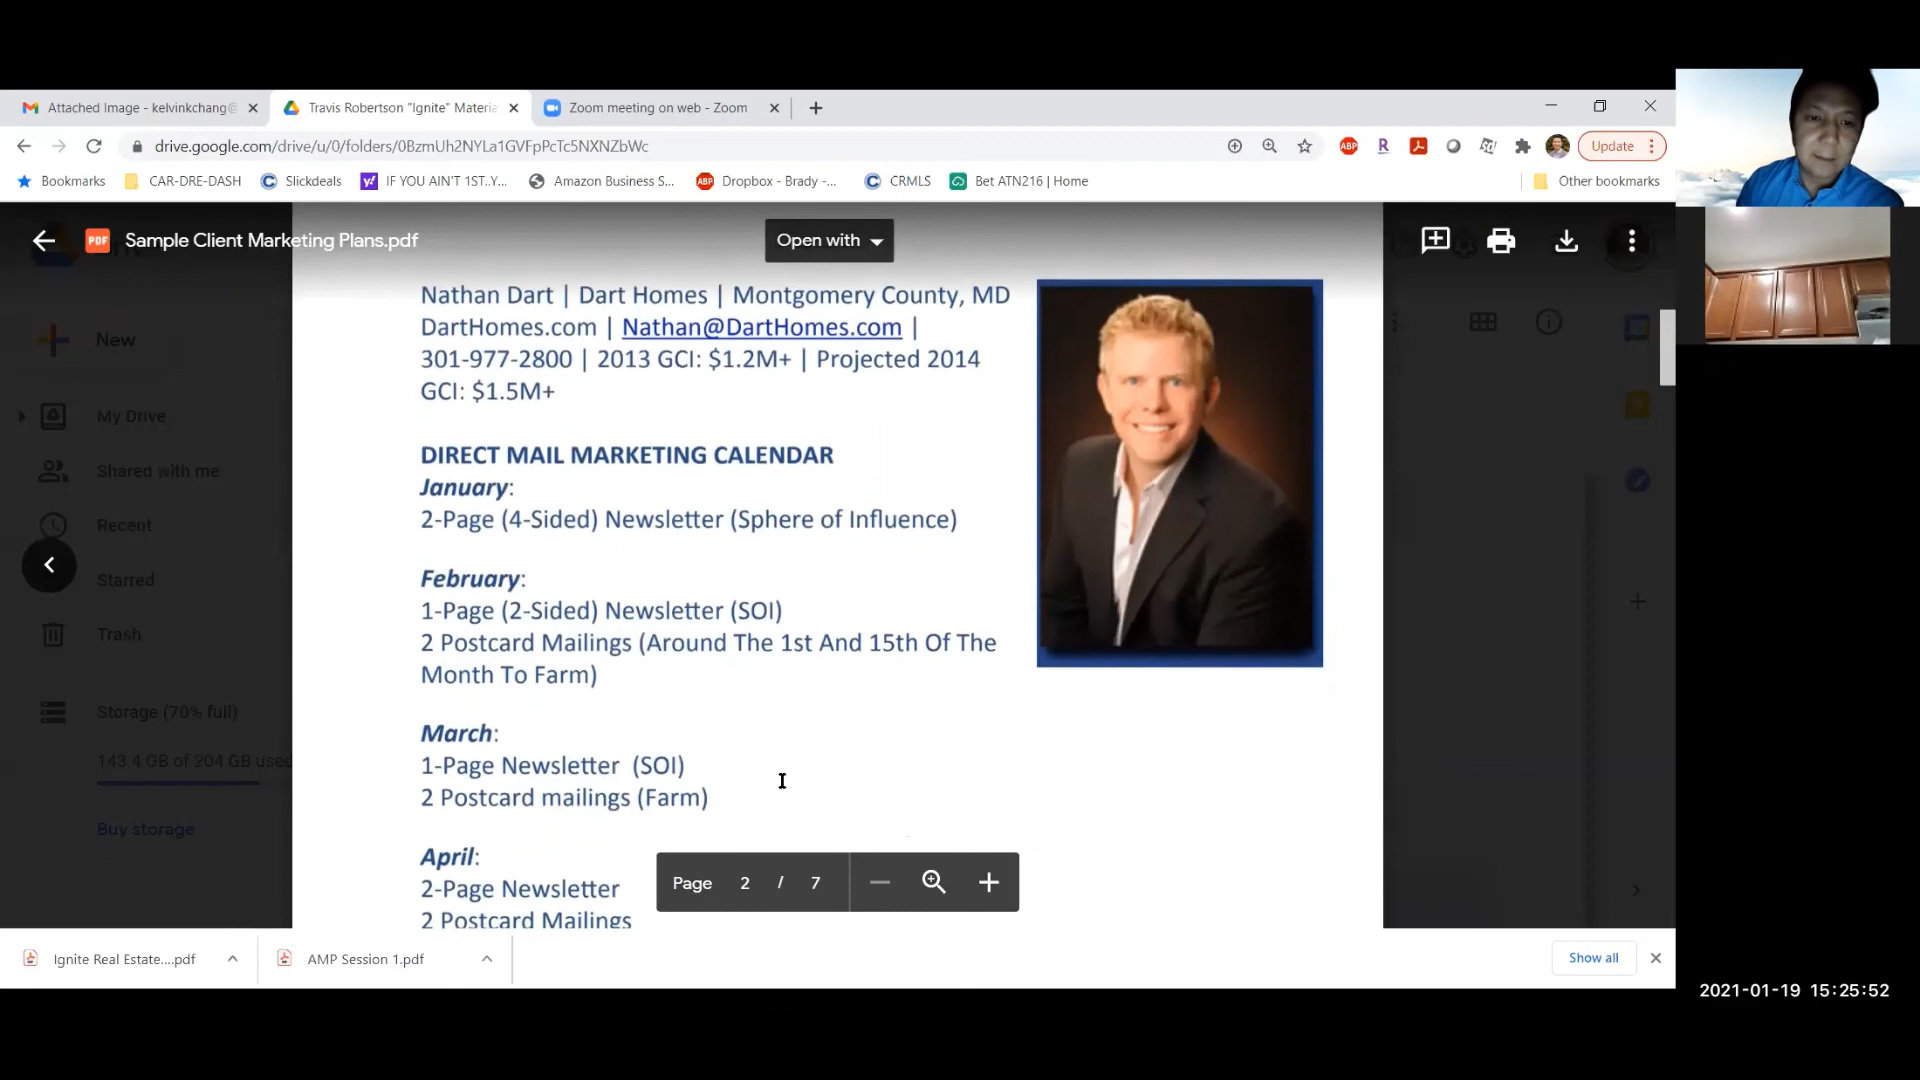 Attached Image - kelvinkchang@
Travis Robertson "Ignite" Materia
Zoom meeting on web - Zoom
drive.google.com/drive/u/0/folders/0BzmUh2NYLa1GVFpPcTc5NXNZbWc
Update
Bookmarks
CAR-DRE-DASH
Slickdeals
IF YOU AIN'T 1ST..Y...
Amazon Business S...
Dropbox - Brady -...
CRMLS
Bet ATN216 | Home
Other bookmarks
PDF
Sample Client Marketing Plans.pdf
Open with
New
My Drive
Shared with me
Recent
Starred
Trash
Storage (70% full)
143.4 GB of 204 GB used
Buy storage
Nathan Dart | Dart Homes | Montgomery County, MD
DartHomes.com | Nathan@DartHomes.com |
301-977-2800 | 2013 GCI: $1.2M+ | Projected 2014
GCI: $1.5M+
DIRECT MAIL MARKETING CALENDAR
January:
2-Page (4-Sided) Newsletter (Sphere of Influence)
February:
1-Page (2-Sided) Newsletter (SOI)
2 Postcard Mailings (Around The 1st And 15th Of The
Month To Farm)
March:
1-Page Newsletter (SOI)
2 Postcard mailings (Farm)
April:
2-Page Newsletter
2 Postcard Mailings
Page 2 / 7
Ignite Real Estate....pdf
AMP Session 1.pdf
Show all
2021-01-19 15:25:52